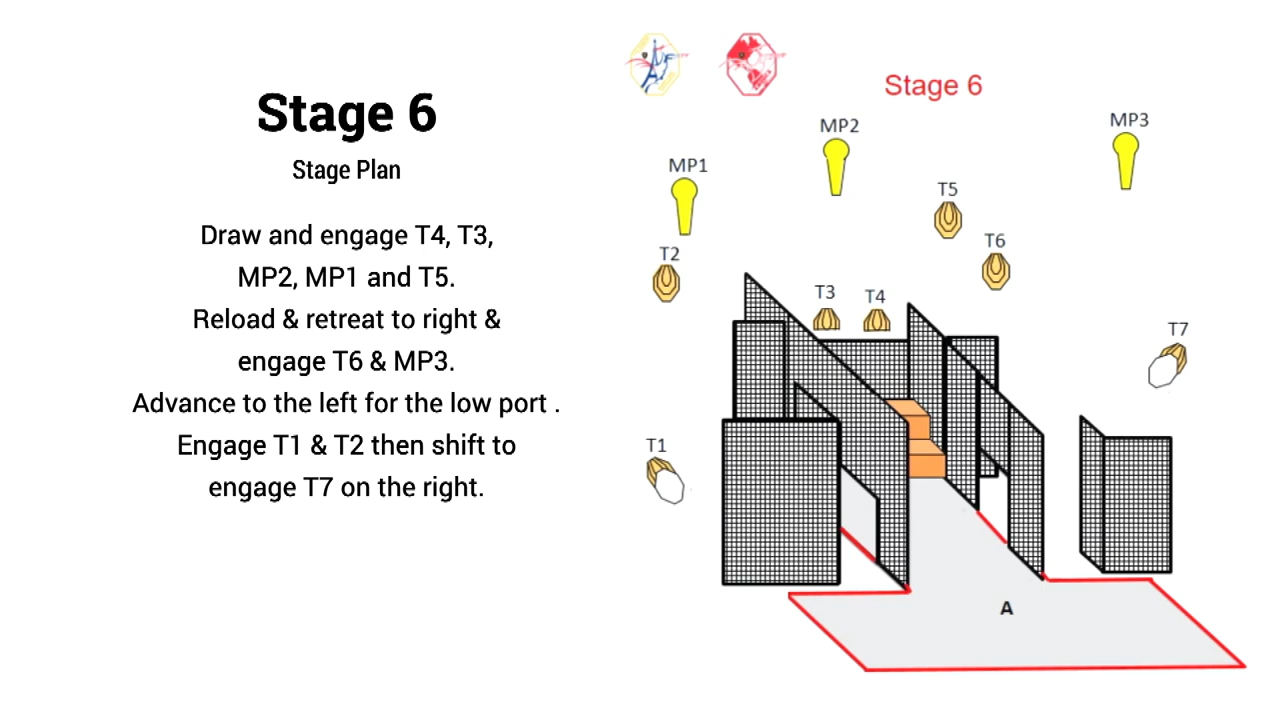 Stage 6
Stage Plan
Draw and engage T4, T3,
MP2, MP1 and T5.
Reload & retreat to right &
engage T6 & MP3.
Advance to the left for the low port .
Engage T1 & T2 then shift to
engage T7 on the right.
Stage 6
MP2
MP3
MP1
T5
T2
T6
T3
T4
T7
T1
A